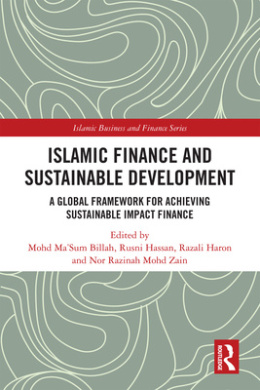 Islamic Business and Finance Series
ISLAMIC FINANCE AND
SUSTAINABLE DEVELOPMENT
A GLOBAL FRAMEWORK FOR ACHIEVING
SUSTAINABLE IMPACT FINANCE
Edited by
Mohd Ma'Sum Billah, Rusni Hassan, Razali Haron
and Nor Razinah Mohd Zain
ROUTLEDGE